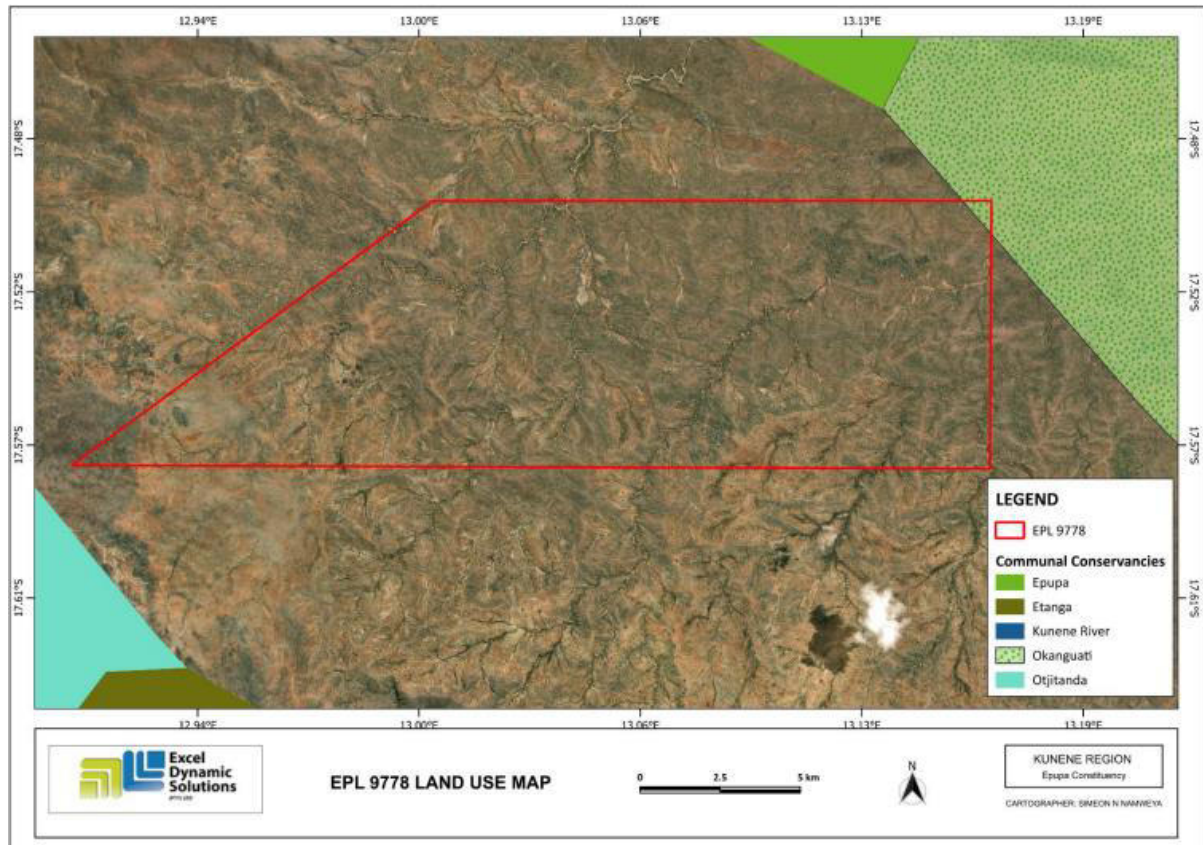 12.94°E 13.00°E 13.06°E 13.13°E 13.19°E
17.48°S 17.48°S
17.52°S 17.52°S
17.57°S 17.57°S
17.61°S 17.61°S
LEGEND
EPL 9778
Communal Conservancies
Epupa
Etanga
Kunene River
Okanguati
Otjitanda
12.94°E 13.00°E 13.06°E 13.13°E 13.19°E
Excel
Dynamic
Solutions
EPL 9778 LAND USE MAP
0 2.5 5 km
N
KUNENE REGION
Epupa Constituency
CARTOGRAPHER: SIMEON N NAMWEYA